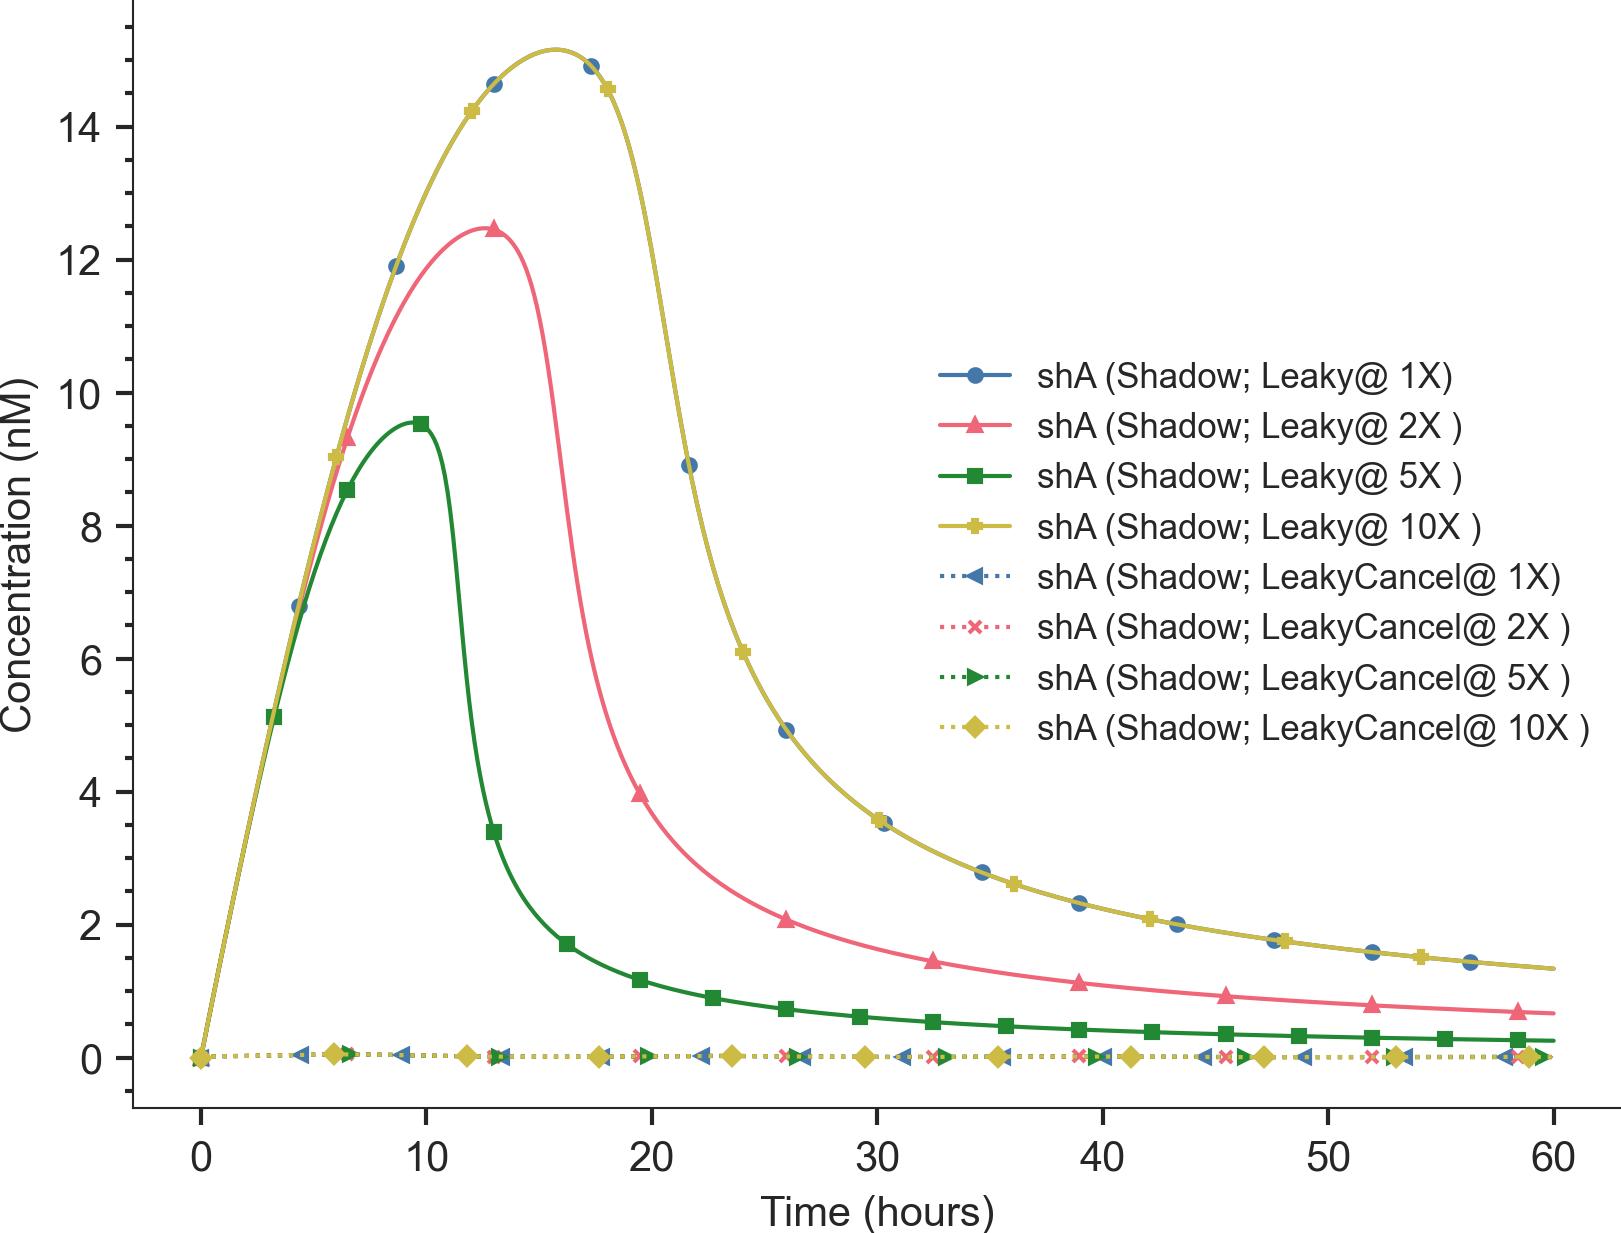 Concentration (nM)
14
12
10
8
6
4
2
0
shA (Shadow; Leaky@ 1X)
shA (Shadow; Leaky@ 2X )
shA (Shadow; Leaky@ 5X )
shA (Shadow; Leaky@ 10X )
shA (Shadow; LeakyCancel@ 1X)
shA (Shadow; LeakyCancel@ 2X )
shA (Shadow; LeakyCancel@ 5X )
shA (Shadow; LeakyCancel@ 10X )
0 10 20 30 40 50 60
Time (hours)